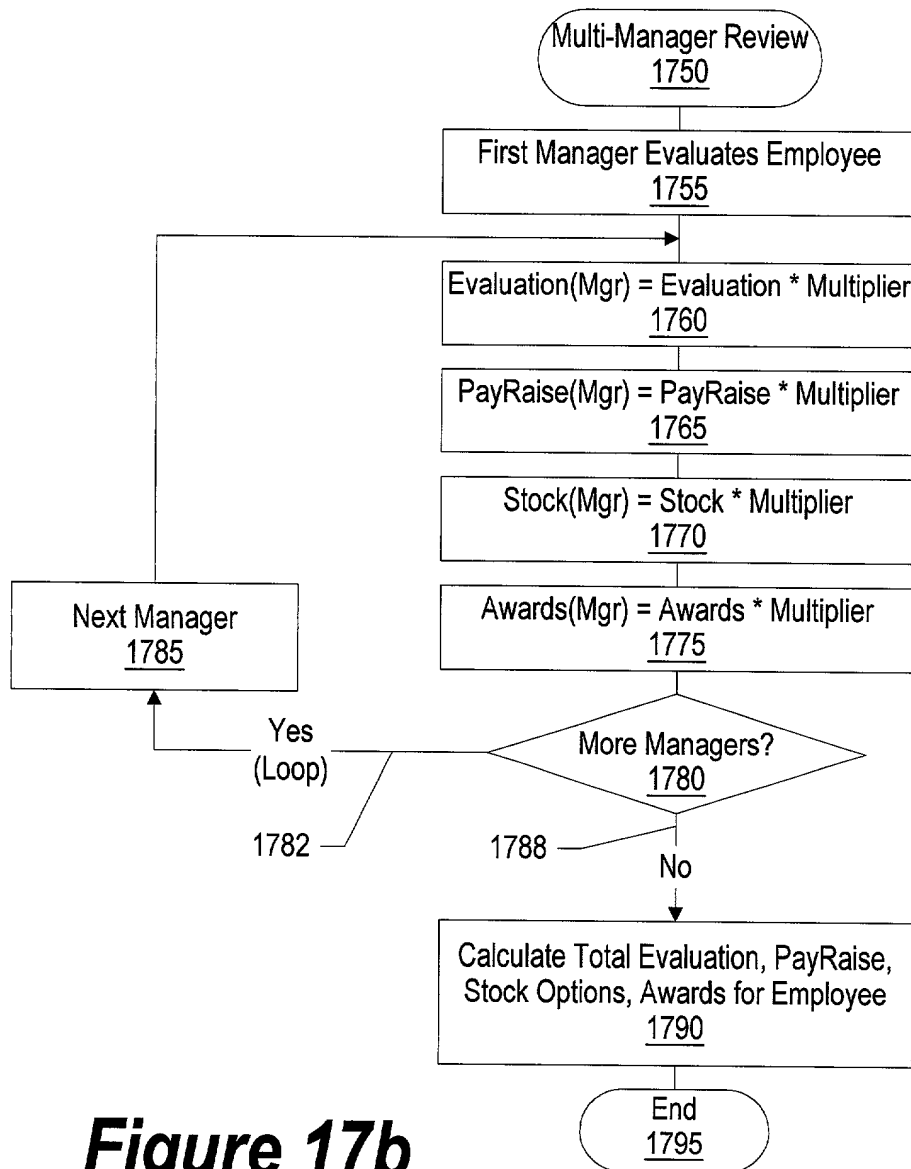 Multi-Manager Review
1750
First Manager Evaluates Employee
1755
Evaluation(Mgr) = Evaluation * Multiplier
1760
PayRaise(Mgr) = PayRaise * Multiplier
1765
Stock(Mgr) = Stock * Multiplier
1770
Awards(Mgr) = Awards * Multiplier
1775
Next Manager
1785
More Managers?
1780
Yes
(Loop)
1782
1788
No
Calculate Total Evaluation, PayRaise,
Stock Options, Awards for Employee
1790
End
1795
Figure 17b